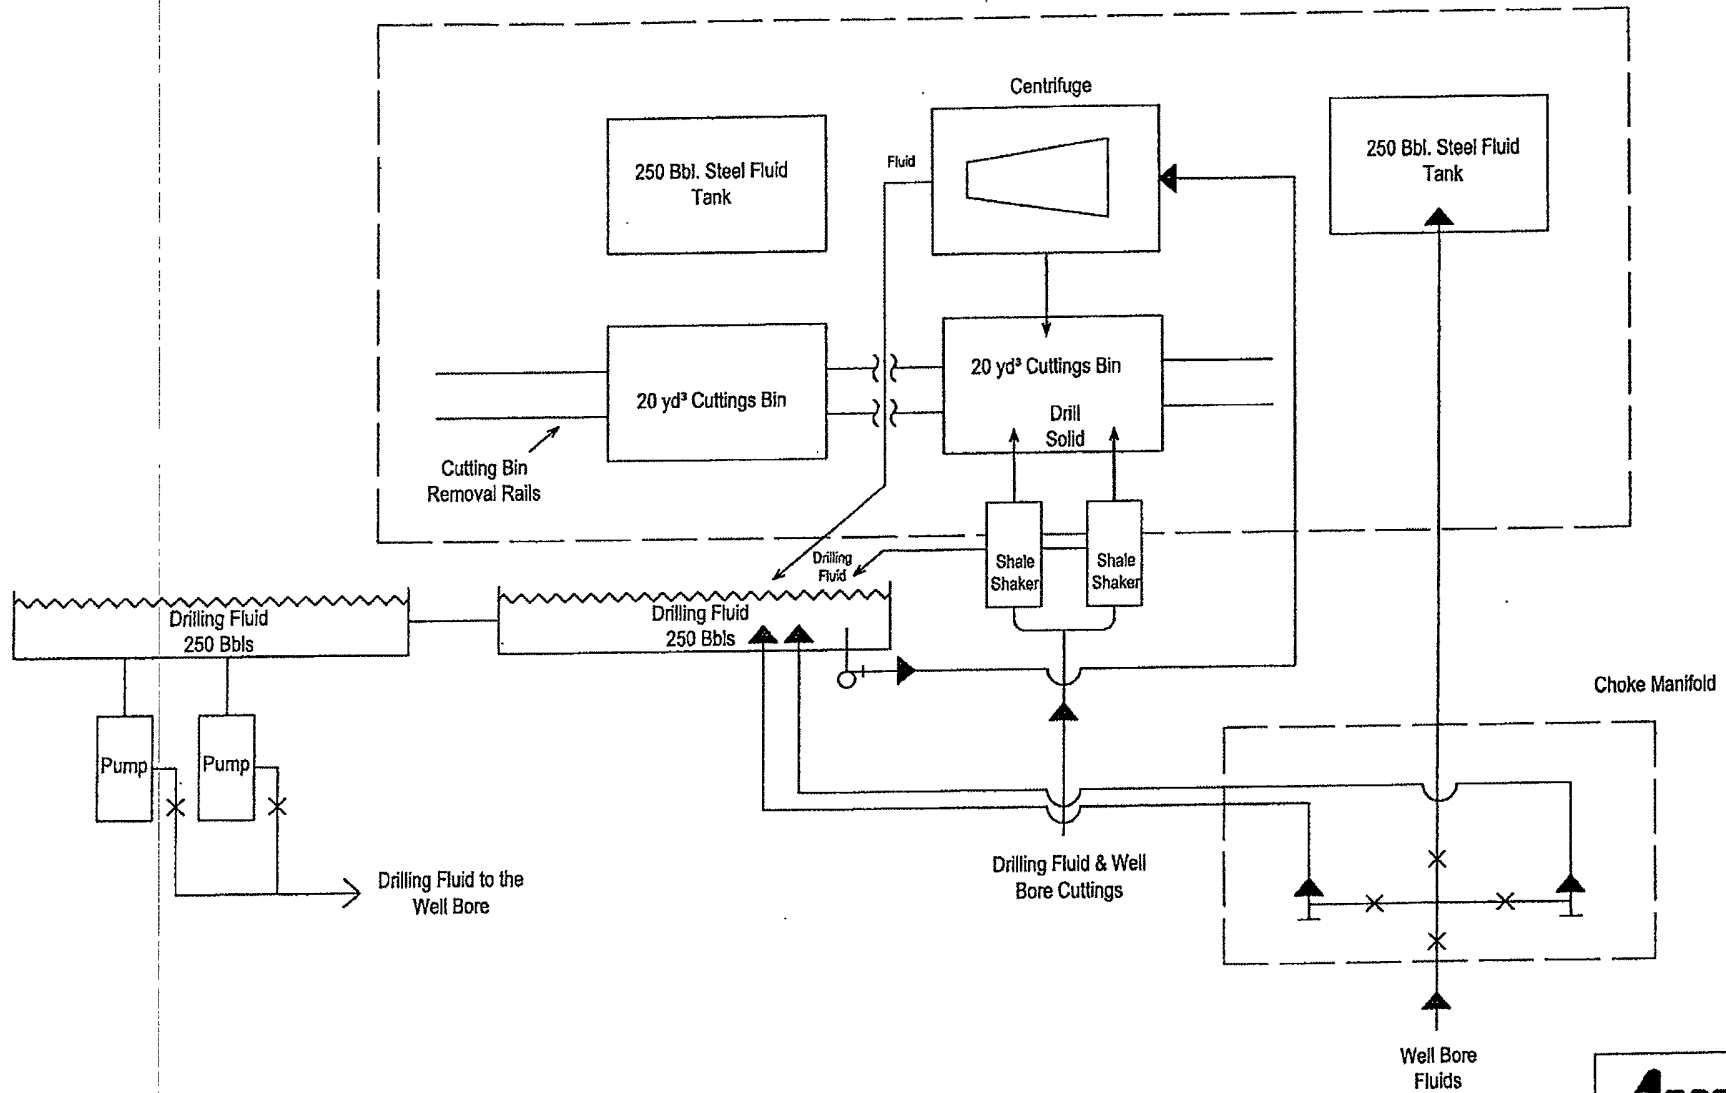 Centrifuge
250 Bbl. Steel Fluid
Tank
Fluid
250 Bbl. Steel Fluid
Tank
20 yd³ Cuttings Bin
20 yd³ Cuttings Bin
Drill
Solid
Cutting Bin
Removal Rails
Drilling
Fluid
Shale
Shaker
Shale
Shaker
Drilling Fluid
250 Bbls
Drilling Fluid
250 Bbls
Choke Manifold
Pump
Pump
Drilling Fluid to the
Well Bore
Drilling Fluid & Well
Bore Cuttings
Well Bore
Fluids